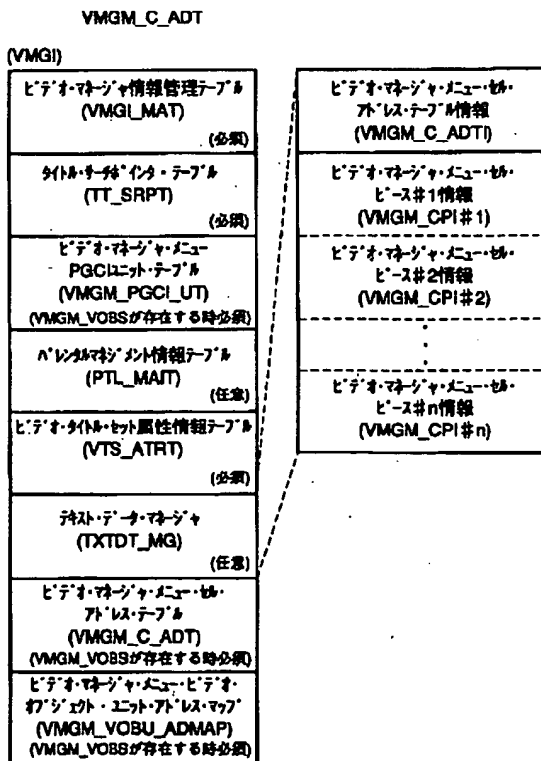 VMGM_C_ADT
(VMGI)
ビデオ・マネージャ情報管理テーブル
(VMGI_MAT)
(必須)
タイトル・サーチポインタ・テーブル
(TT_SRPT)
(必須)
ビデオ・マネージャ・メニュー
PGCIユニット・テーブル
(VMGM_PGCI_UT)
(VMGM_VOBSが存在する時必須)
パレンタルマネジメント情報テーブル
(PTL_MAIT)
(任意)
ビデオ・タイトル・セット属性情報テーブル
(VTS_ATRT)
(必須)
テキスト・データ・マネージャ
(TXTDT_MG)
(任意)
ビデオ・マネージャ・メニュー・セル・
アドレス・テーブル
(VMGM_C_ADT)
(VMGM_VOBSが存在する時必須)
ビデオ・マネージャ・メニュー・ビデオ・
オブジェクト・ユニット・アドレス・マップ
(VMGM_VOBU_ADMAP)
(VMGM_VOBSが存在する時必須)
ビデオ・マネージャ・メニュー・セル・
アドレス・テーブル情報
(VMGM_C_ADTI)
ビデオ・マネージャ・メニュー・セル・
ピース#1情報
(VMGM_CPI#1)
ビデオ・マネージャ・メニュー・セル・
ピース#2情報
(VMGM_CPI#2)
ビデオ・マネージャ・メニュー・セル・
ピース#n情報
(VMGM_CPI#n)